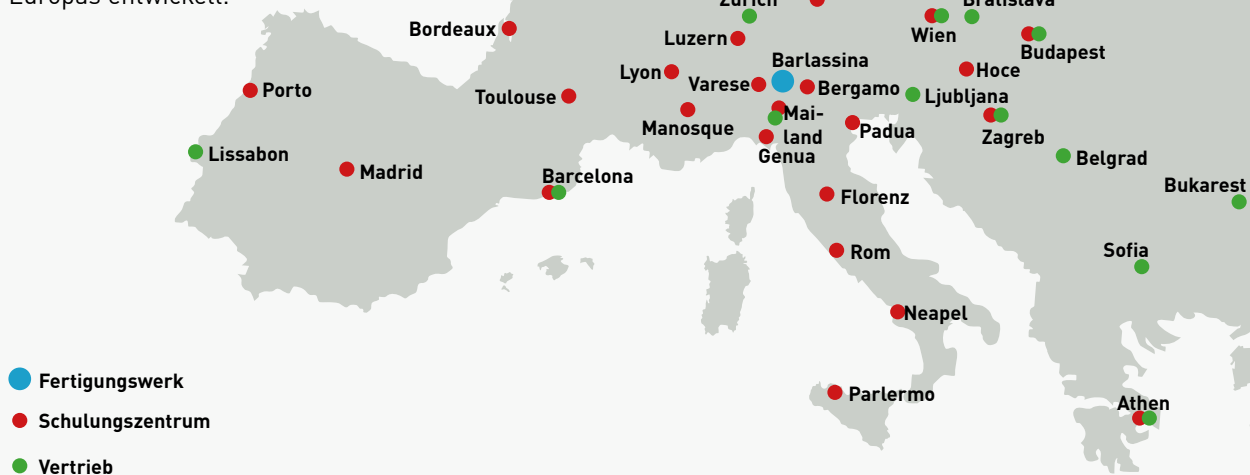 Europas entwickelt.
Zürich
Bratislava
Bordeaux
Wien
Luzern
Budapest
Barlassina
Lyon
Hoce
Varese
Bergamo
Porto
Toulouse
Ljubljana
Mai-
land
Manosque
Padua
Zagreb
Lissabon
Genua
Belgrad
Madrid
Barcelona
Bukarest
Florenz
Rom
Sofia
Neapel
Fertigungswerk
Parlermo
Athen
Schulungszentrum
Vertrieb